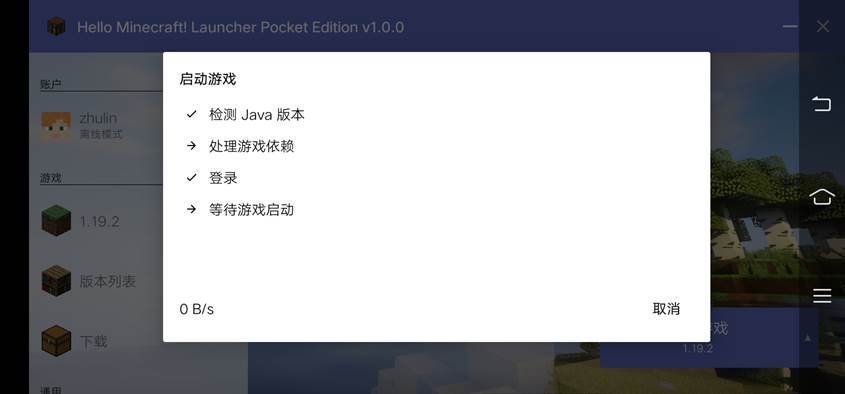 Hello Minecraft! Launcher Pocket Edition v1.0.0
账户
zhulin
离线模式
游戏
1.19.2
版本列表
下载
通用
启动游戏
检测 Java 版本
处理游戏依赖
登录
等待游戏启动
0 B/s
取消
戏
1.19.2